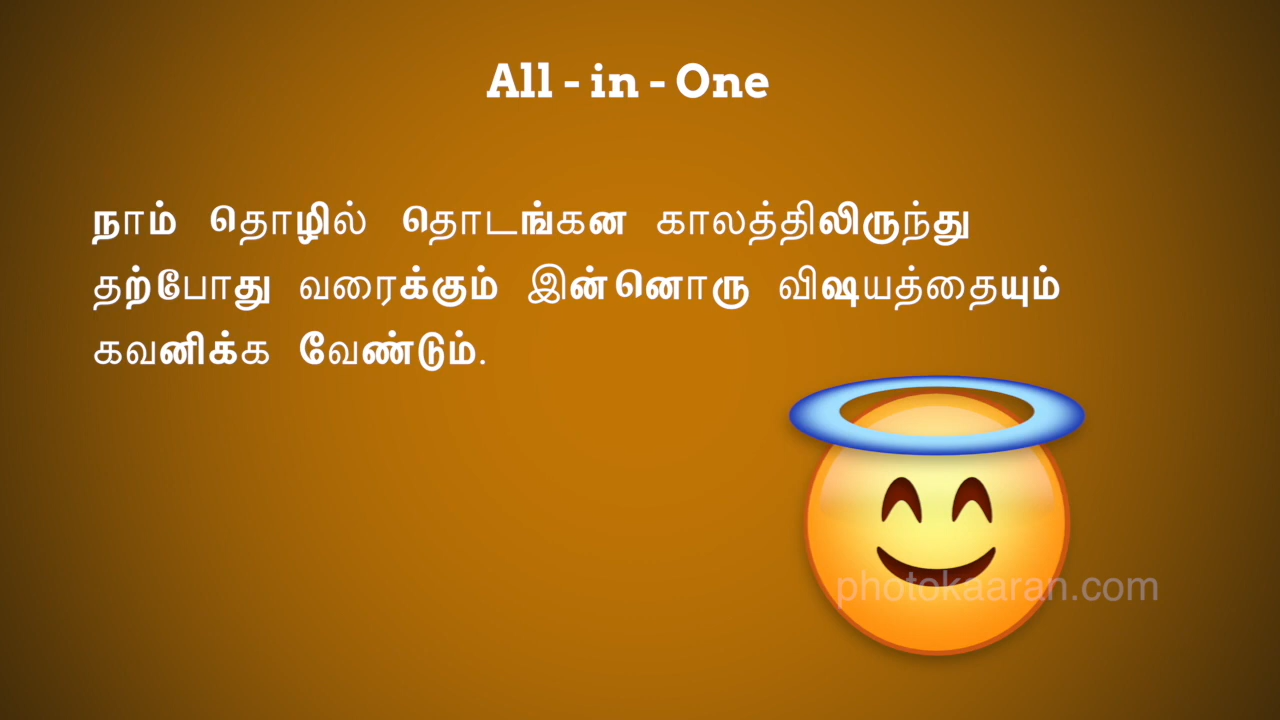 All - in - One
நாம் தொழில் தொடங்கன காலத்திலிருந்து
தற்போது வரைக்கும் இன்னொரு விஷயத்தையும்
கவனிக்க வேண்டும்.
photokaaran.com